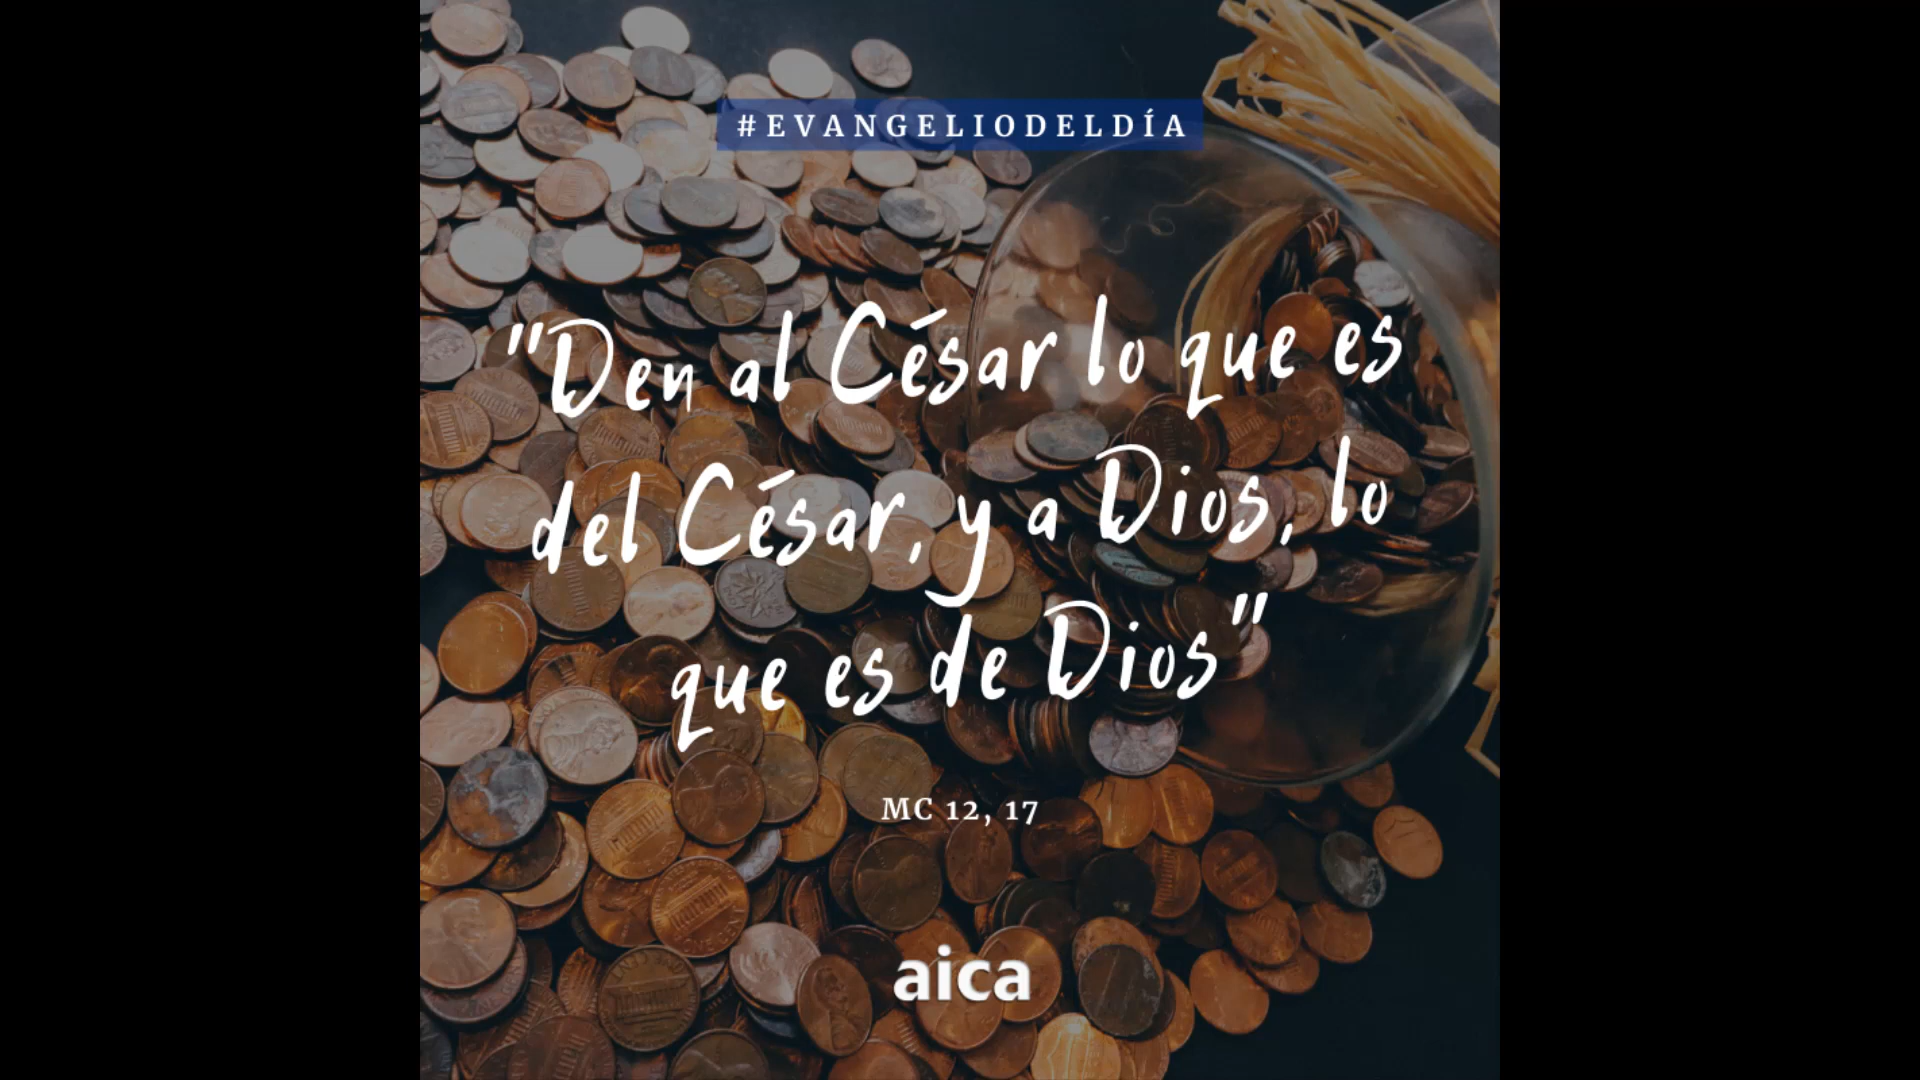 #EVANGELIODELDÍA
"Den al César lo que es
del César, y a Dios, lo
que es de Dios"
MC 12, 17
aica